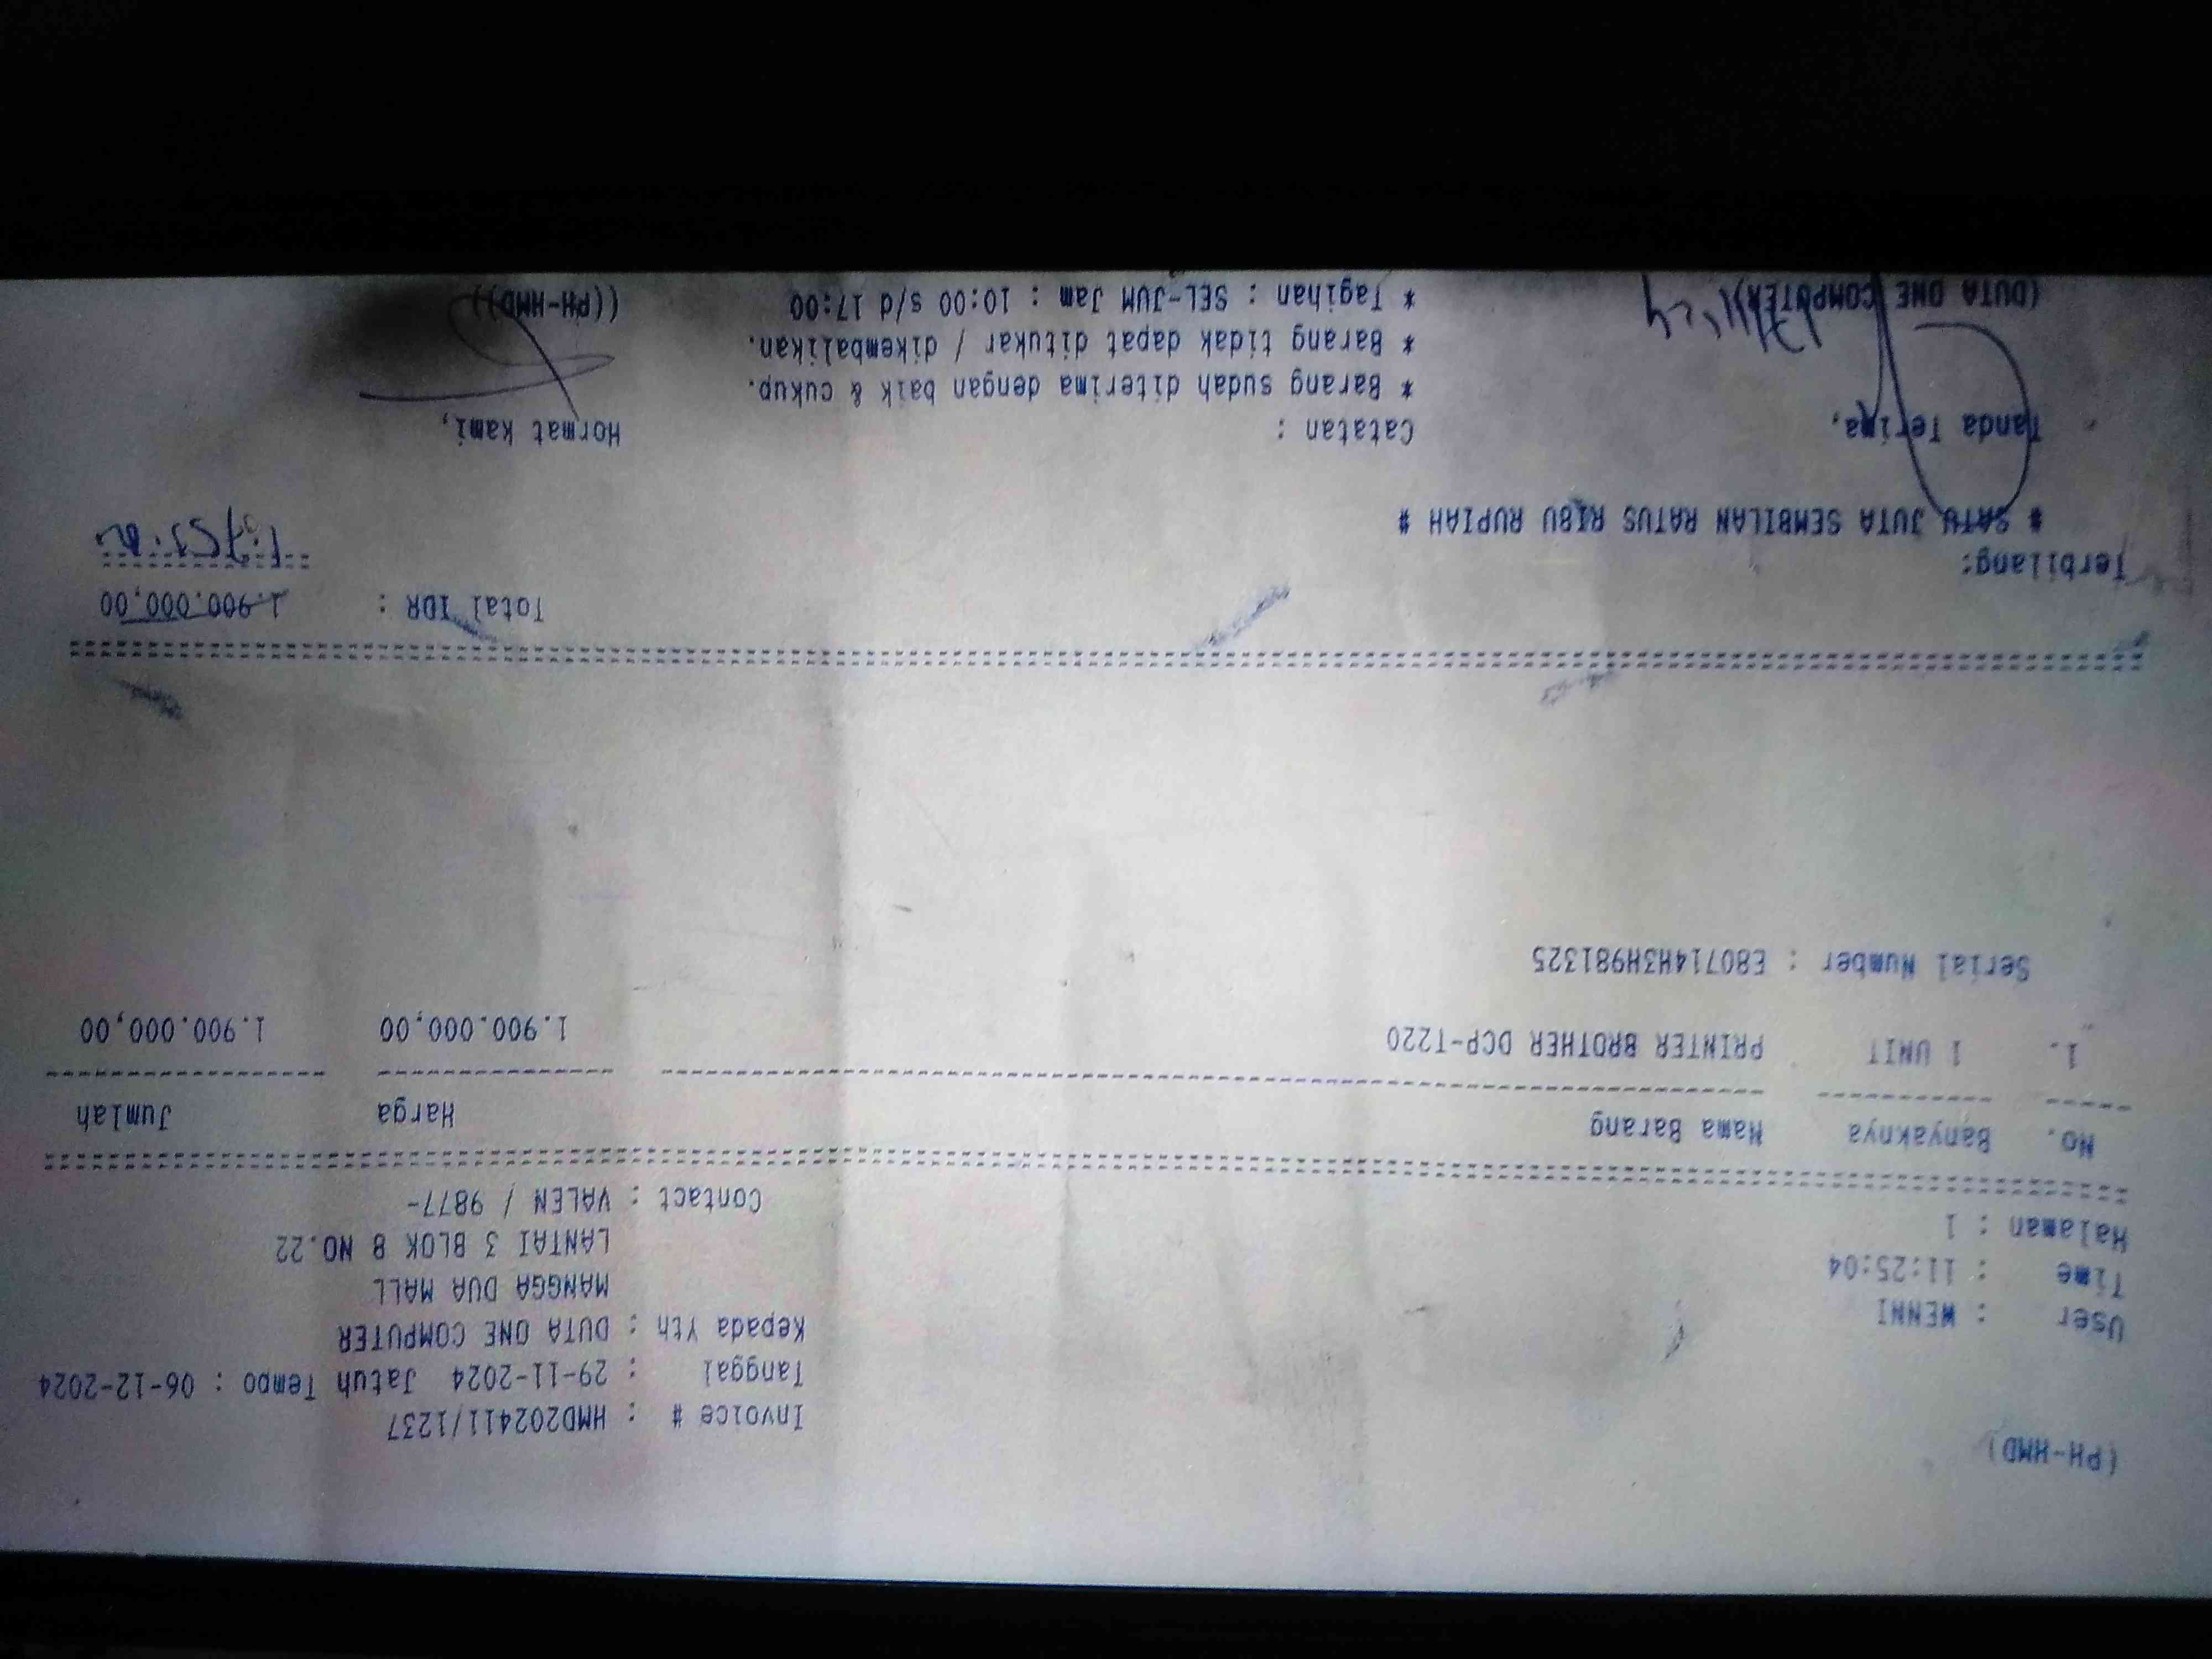 (PH-HMD)
Invoice # : HMD202411/1237
Tanggal : 29-11-2024 Jatuh Tempo : 06-12-2024
Kepada Yth : DUTA ONE COMPUTER
MANGGA DUA MALL
LANTAI 3 BLOK B NO.22
Contact : VALEN / 9877-
User : WENNI
Time : 11:25:04
Halaman : 1
No. Banyaknya Nama Barang Harga Jumlah
1. 1 UNIT PRINTER BROTHER DCP-T220 1.900.000,00 1.900.000,00
Serial Number : E80714H3H981325
Total IDR : 1.900.000,00
Terbilang:
# SATU JUTA SEMBILAN RATUS RIBU RUPIAH #
Tanda Terima,
(DUTA ONE COMPUTER)
Catatan :
* Barang sudah diterima dengan baik & cukup.
* Barang tidak dapat ditukar / dikembalikan.
* Tagihan : SEL-JUM Jam : 10:00 s/d 17:00
Hormat kami,
((PH-HMD))